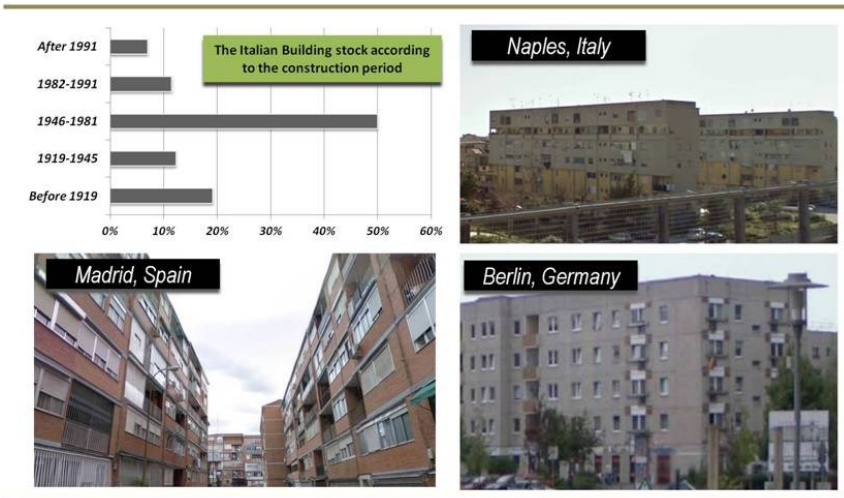 The Italian Building stock according
to the construction period
After 1991
1982-1991
1946-1981
1919-1945
Before 1919
0% 10% 20% 30% 40% 50% 60%
Naples, Italy
Madrid, Spain
Berlin, Germany